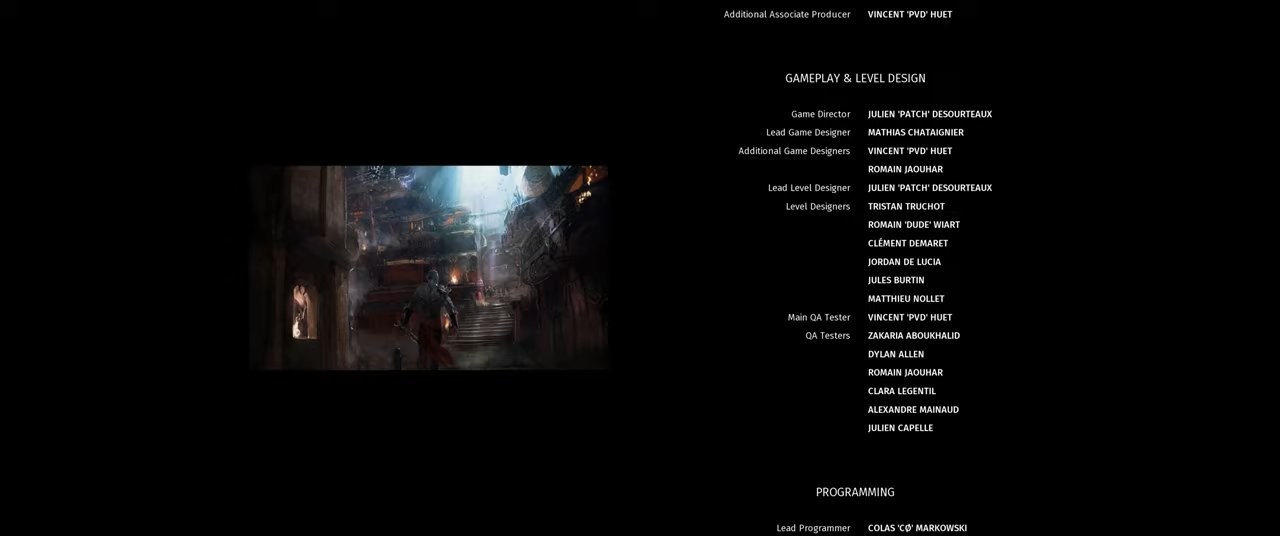 Additional Associate Producer VINCENT 'PVD' HUET
GAMEPLAY & LEVEL DESIGN
Game Director JULIEN 'PATCH' DESOURTEAUX
Lead Game Designer MATHIAS CHATAIGNIER
Additional Game Designers VINCENT 'PVD' HUET
ROMAIN JAOUHAR
Lead Level Designer JULIEN 'PATCH' DESOURTEAUX
Level Designers TRISTAN TRUCHOT
ROMAIN 'DUDE' WIART
CLÉMENT DEMARET
JORDAN DE LUCIA
JULES BURTIN
MATTHIEU NOLLET
Main QA Tester VINCENT 'PVD' HUET
QA Testers ZAKARIA ABOUKHALID
DYLAN ALLEN
ROMAIN JAOUHAR
CLARA LEGENTIL
ALEXANDRE MAINAUD
JULIEN CAPELLE
PROGRAMMING
Lead Programmer COLAS 'CØ' MARKOWSKI